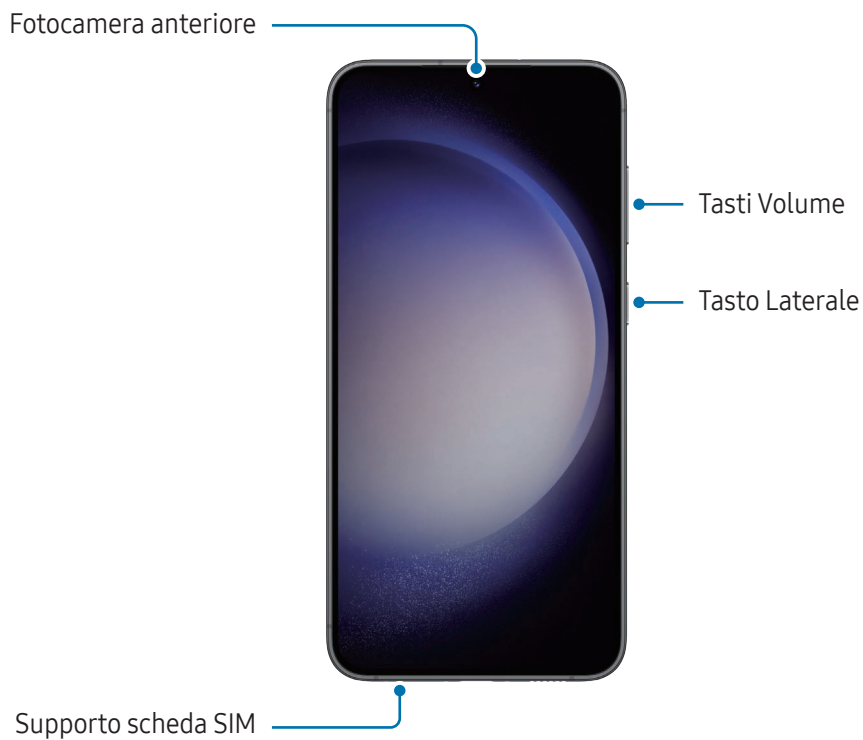 Fotocamera anteriore
Tasti Volume
Tasto Laterale
Supporto scheda SIM